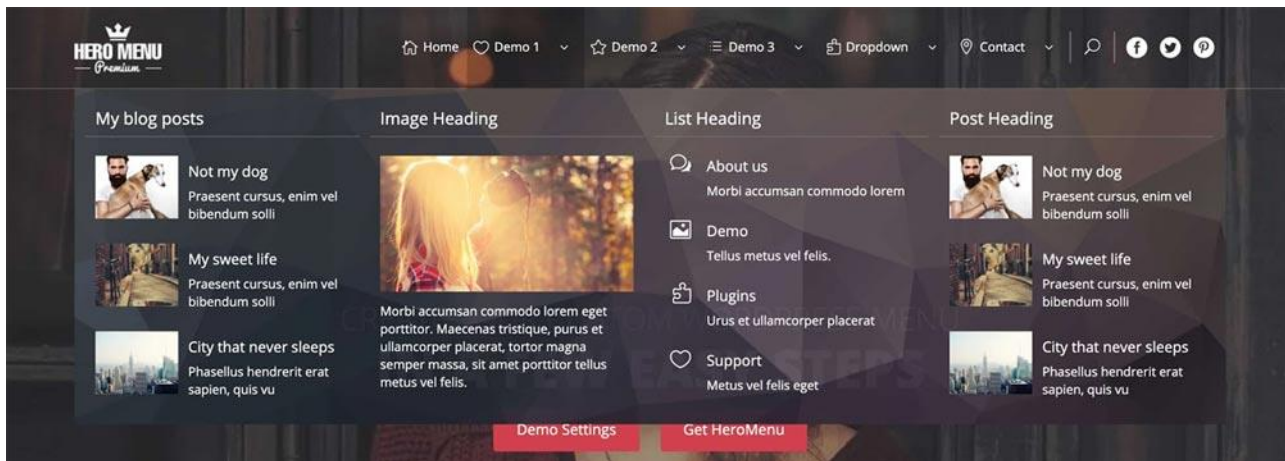 HERO MENU
Premium
Home
Demo 1
Demo 2
Demo 3
Dropdown
Contact
My blog posts
Not my dog
Praesent cursus, enim vel
bibendum solli
My sweet life
Praesent cursus, enim vel
bibendum solli
City that never sleeps
Phasellus hendrerit erat
sapien, quis vu
Image Heading
Morbi accumsan commodo lorem eget
porttitor. Maecenas tristique, purus et
ullamcorper placerat, tortor magna
semper massa, sit amet porttitor tellus
metus vel felis.
List Heading
About us
Morbi accumsan commodo lorem
Demo
Tellus metus vel felis.
Plugins
Urus et ullamcorper placerat
Support
Metus vel felis eget
Post Heading
Not my dog
Praesent cursus, enim vel
bibendum solli
My sweet life
Praesent cursus, enim vel
bibendum solli
City that never sleeps
Phasellus hendrerit erat
sapien, quis vu
MENU
FEW EASY STEPS
Demo Settings
Get HeroMenu